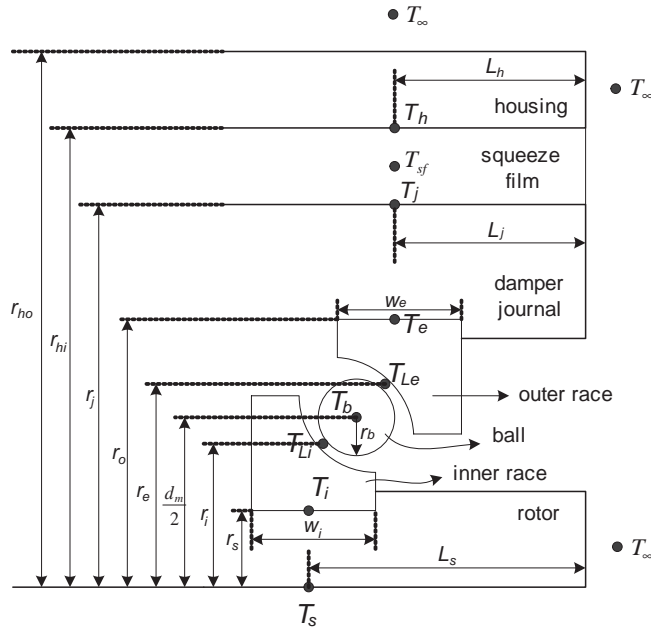 T∞
L_h
housing
T∞
T_h
squeeze
film
T_sf
T_j
L_j
damper
journal
w_e
T_e
r_ho
r_hi
r_j
T_Le
outer race
T_b
r_b
ball
r_o
r_e
d_m
2
r_i
r_s
T_Li
inner race
T_i
rotor
w_i
L_s
T∞
T_s